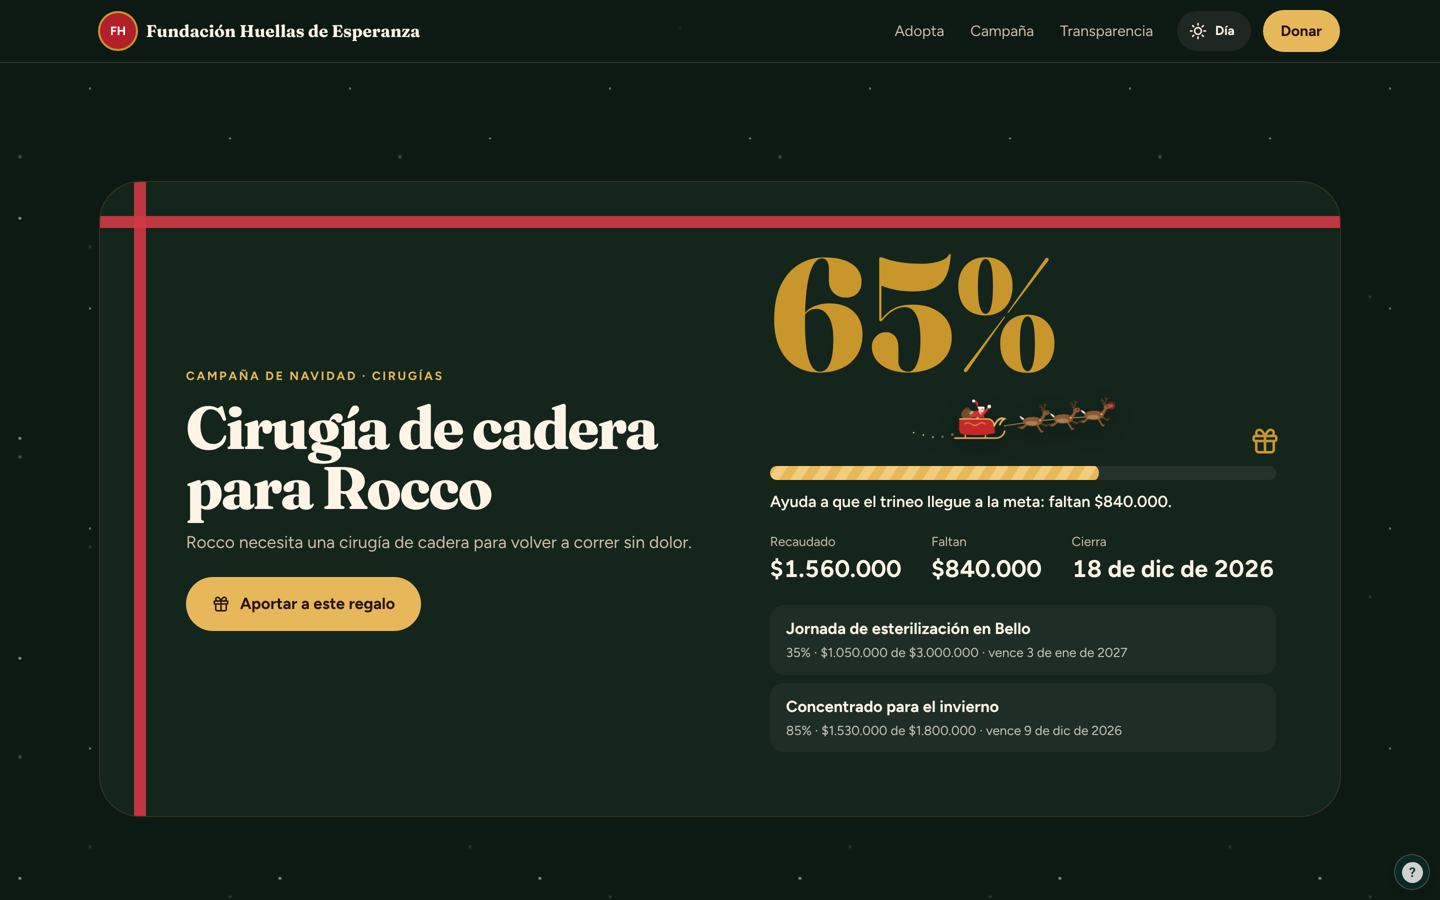 FH
Fundación Huellas de Esperanza
Adopta
Campaña
Transparencia
Día
Donar
CAMPAÑA DE NAVIDAD · CIRUGÍAS
Cirugía de cadera
para Rocco
Rocco necesita una cirugía de cadera para volver a correr sin dolor.
Aportar a este regalo
65%
Ayuda a que el trineo llegue a la meta: faltan $840.000.
Recaudado
$1.560.000
Faltan
$840.000
Cierra
18 de dic de 2026
Jornada de esterilización en Bello
35% · $1.050.000 de $3.000.000 · vence 3 de ene de 2027
Concentrado para el invierno
85% · $1.530.000 de $1.800.000 · vence 9 de dic de 2026
?